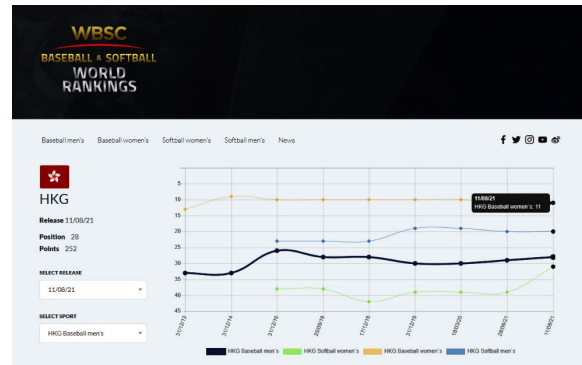 WBSC
BASEBALL & SOFTBALL
WORLD
RANKINGS
Baseball men's Baseball women's Softball women's Softball men's News
HKG
Release 11/08/21
Position 28
Points 252
SELECT RELEASE
11/08/21
SELECT SPORT
HKG Baseball men's
5
10
15
20
25
30
35
40
45
11/08/21
HKG Baseball women's: 11
31/12/13 31/12/14 31/12/16 25/09/18 17/12/18 31/12/19 18/03/20 28/06/21 11/08/21
HKG Baseball men's HKG Softball women's HKG Baseball women's HKG Softball men's